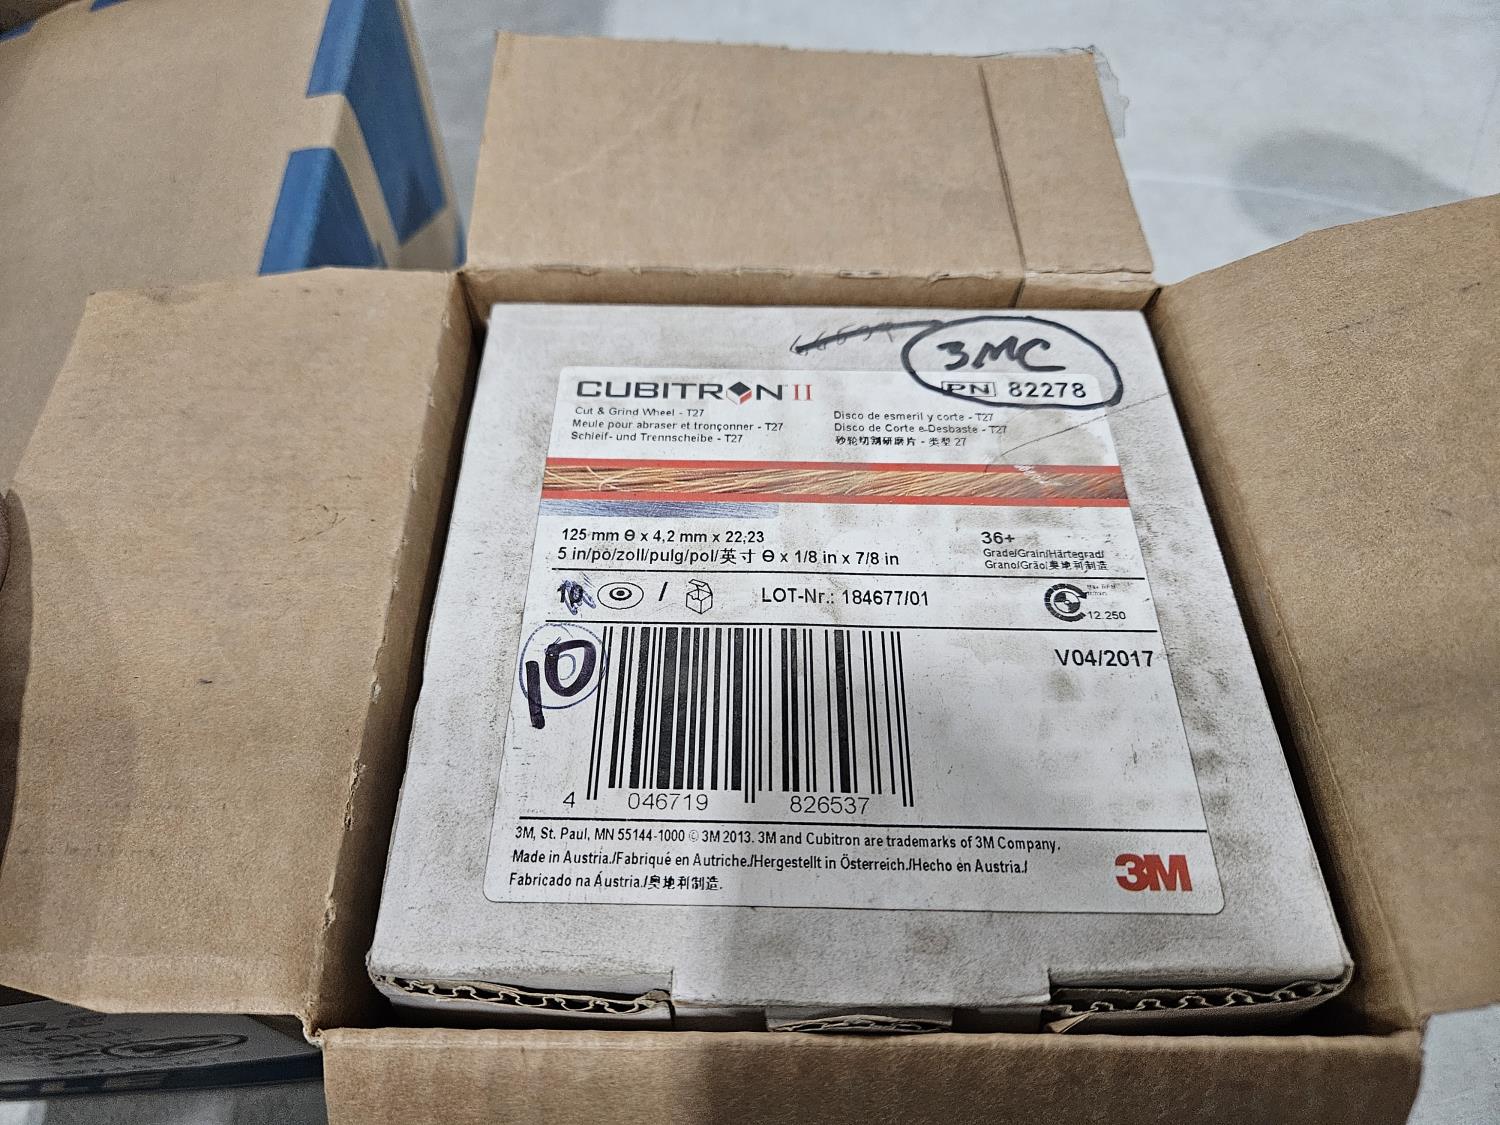 3MC
PN 82278
CUBITRON II
Cut & Grind Wheel - T27
Meule pour abraser et tronçonner - T27
Schleif- und Trennscheibe - T27
Disco de esmeril y corte - T27
Disco de Corte e Desbaste - T27
砂轮切割研磨片 - 类型 27
125 mm Θ x 4,2 mm x 22,23
5 in/po/zoll/pulg/pol/英寸 Θ x 1/8 in x 7/8 in
36+
Grade/Grain/Härtegrad/
Grano/Grão/奥地利制造
10 / LOT-Nr.: 184677/01
12.250
10
V04/2017
4 046719 826537
3M, St. Paul, MN 55144-1000 © 3M 2013. 3M and Cubitron are trademarks of 3M Company.
Made in Austria./Fabriqué en Autriche./Hergestellt in Österreich./Hecho en Austria./
Fabricado na Áustria./奥地利制造.
3M